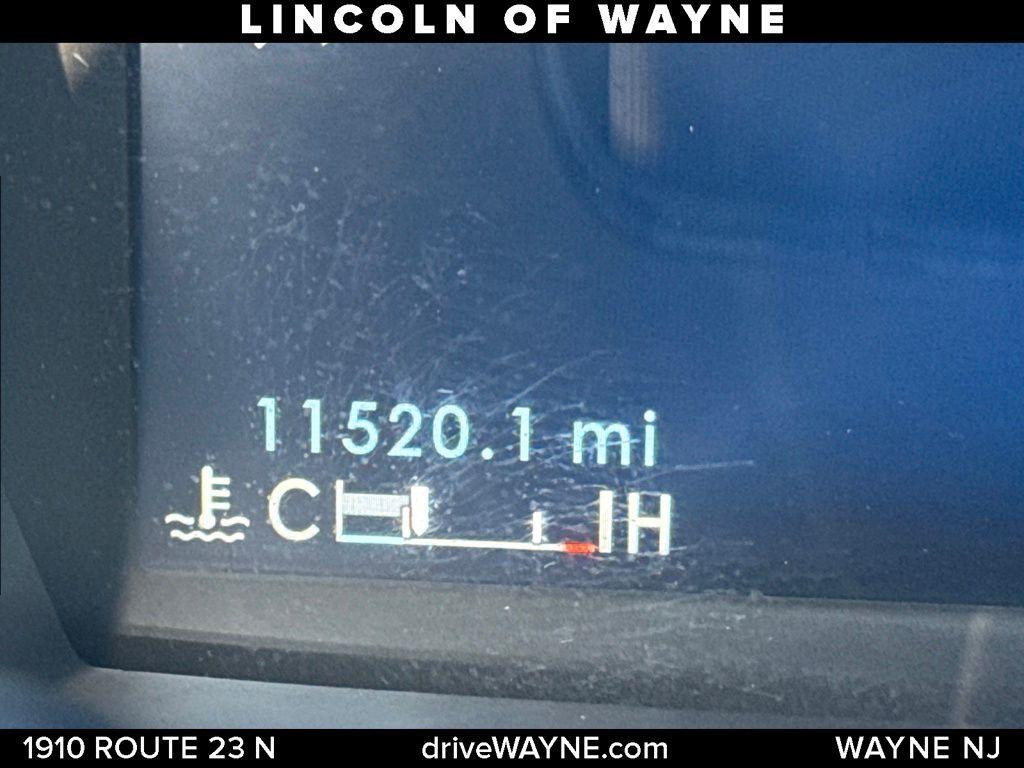 LINCOLN OF WAYNE
11520.1 mi
C H
1910 ROUTE 23 N driveWAYNE.com WAYNE NJ